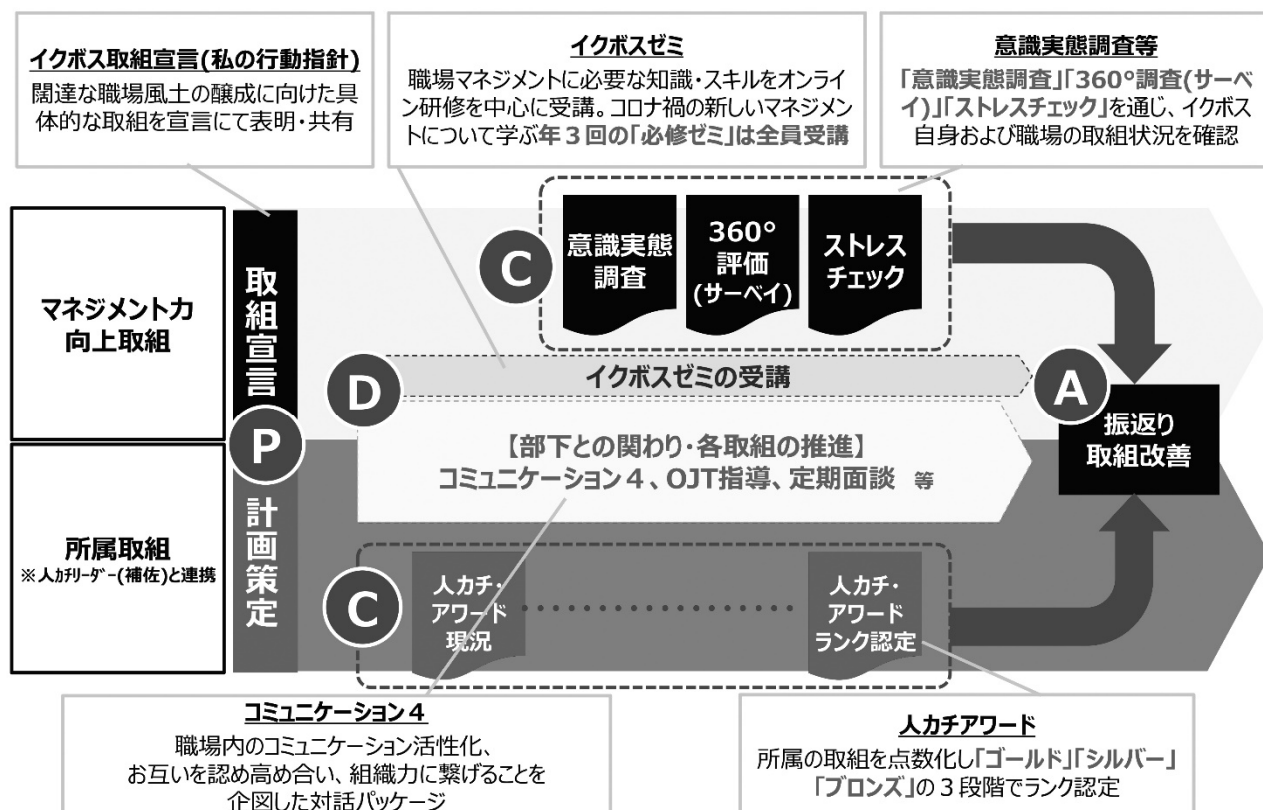 イクボス取組宣言(私の行動指針)
闊達な職場風土の醸成に向けた具
体的な取組を宣言にて表明・共有
イクボスゼミ
職場マネジメントに必要な知識・スキルをオンライ
ン研修を中心に受講。コロナ禍の新しいマネジメン
トについて学ぶ年３回の「必修ゼミ」は全員受講
意識実態調査等
「意識実態調査」「360°調査(サーベ
イ)」「ストレスチェック」を通じ、イクボス
自身および職場の取組状況を確認
マネジメント力
向上取組
取組宣言
P
計画策定
C
意識実態
調査
360°
評価
(サーベイ)
ストレス
チェック
D
イクボスゼミの受講
A
振返り
取組改善
【部下との関わり・各取組の推進】
コミュニケーション４、OJT指導、定期面談 等
所属取組
※人カチリーダー(補佐)と連携
C
人カチ・
アワード
現況
人カチ・
アワード
ランク認定
コミュニケーション４
職場内のコミュニケーション活性化、
お互いを認め高め合い、組織力に繋げることを
企図した対話パッケージ
人カチアワード
所属の取組を点数化し「ゴールド」「シルバー」
「ブロンズ」の３段階でランク認定